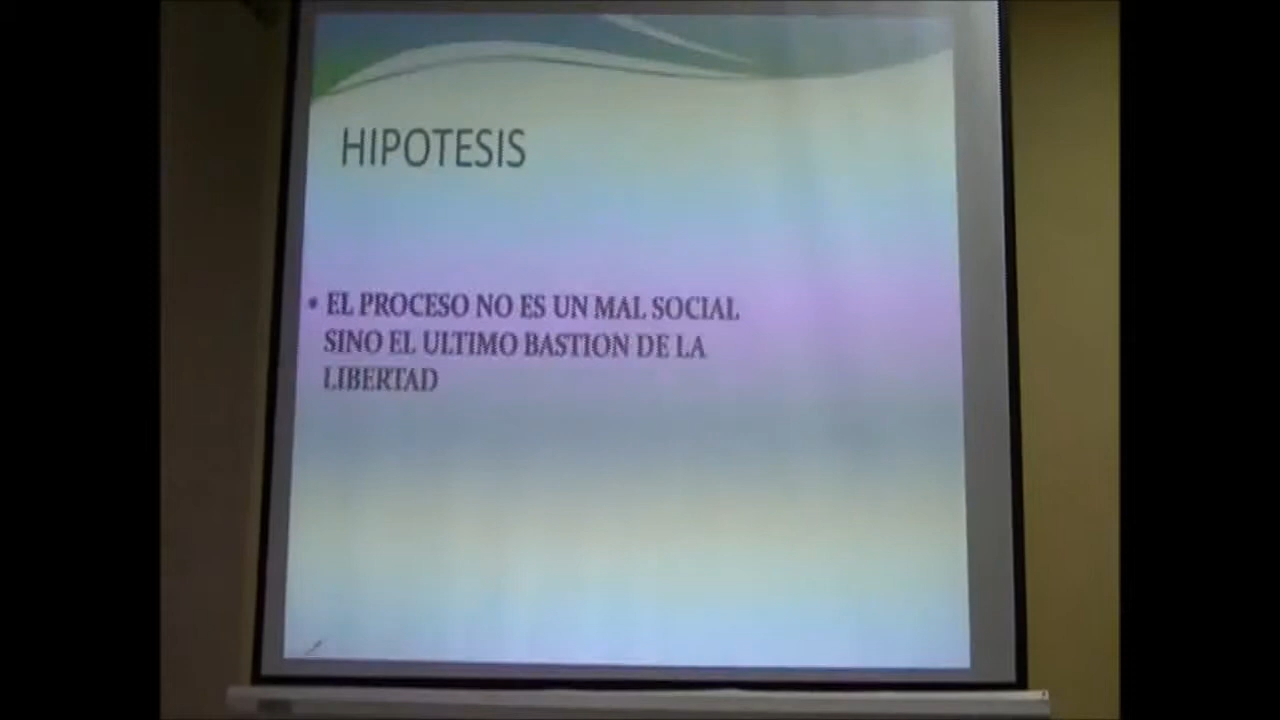 HIPOTESIS
• EL PROCESO NO ES UN MAL SOCIAL
SINO EL ULTIMO BASTION DE LA
LIBERTAD